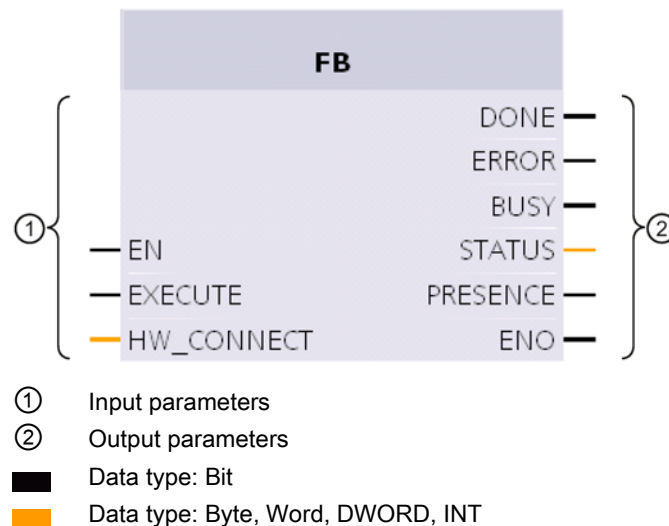 FB
DONE
ERROR
BUSY
① ②
EN STATUS
EXECUTE PRESENCE
HW_CONNECT ENO
① Input parameters
② Output parameters
Data type: Bit
Data type: Byte, Word, DWORD, INT